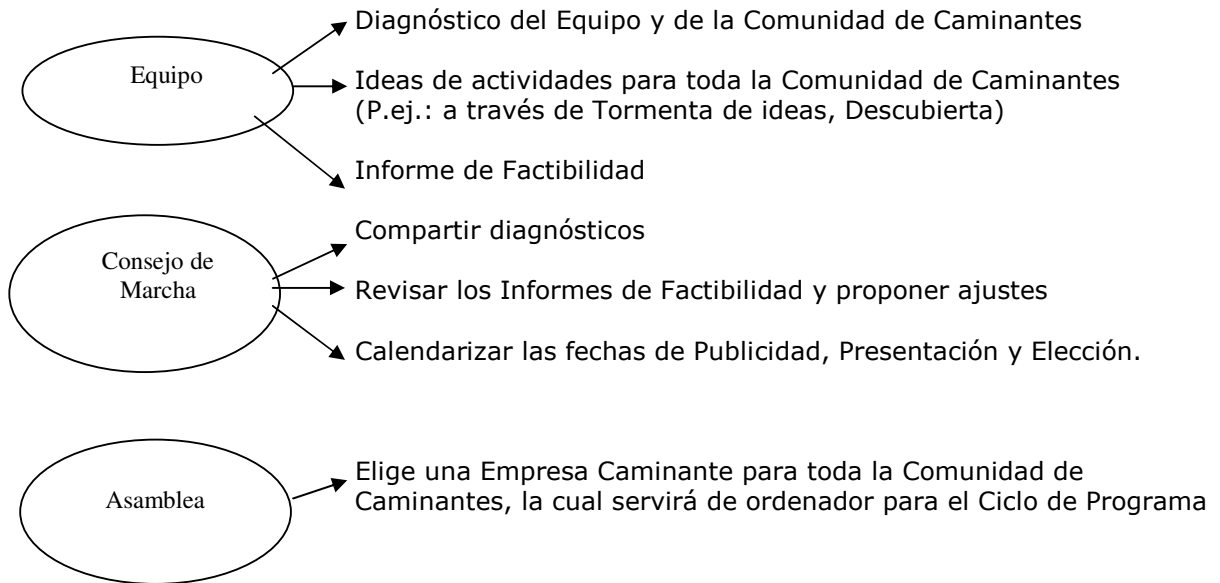 Diagnóstico del Equipo y de la Comunidad de Caminantes
Equipo
Ideas de actividades para toda la Comunidad de Caminantes
(P.ej.: a través de Tormenta de ideas, Descubierta)
Informe de Factibilidad
Compartir diagnósticos
Consejo de
Marcha
Revisar los Informes de Factibilidad y proponer ajustes
Calendarizar las fechas de Publicidad, Presentación y Elección.
Elige una Empresa Caminante para toda la Comunidad de
Asamblea
Caminantes, la cual servirá de ordenador para el Ciclo de Programa